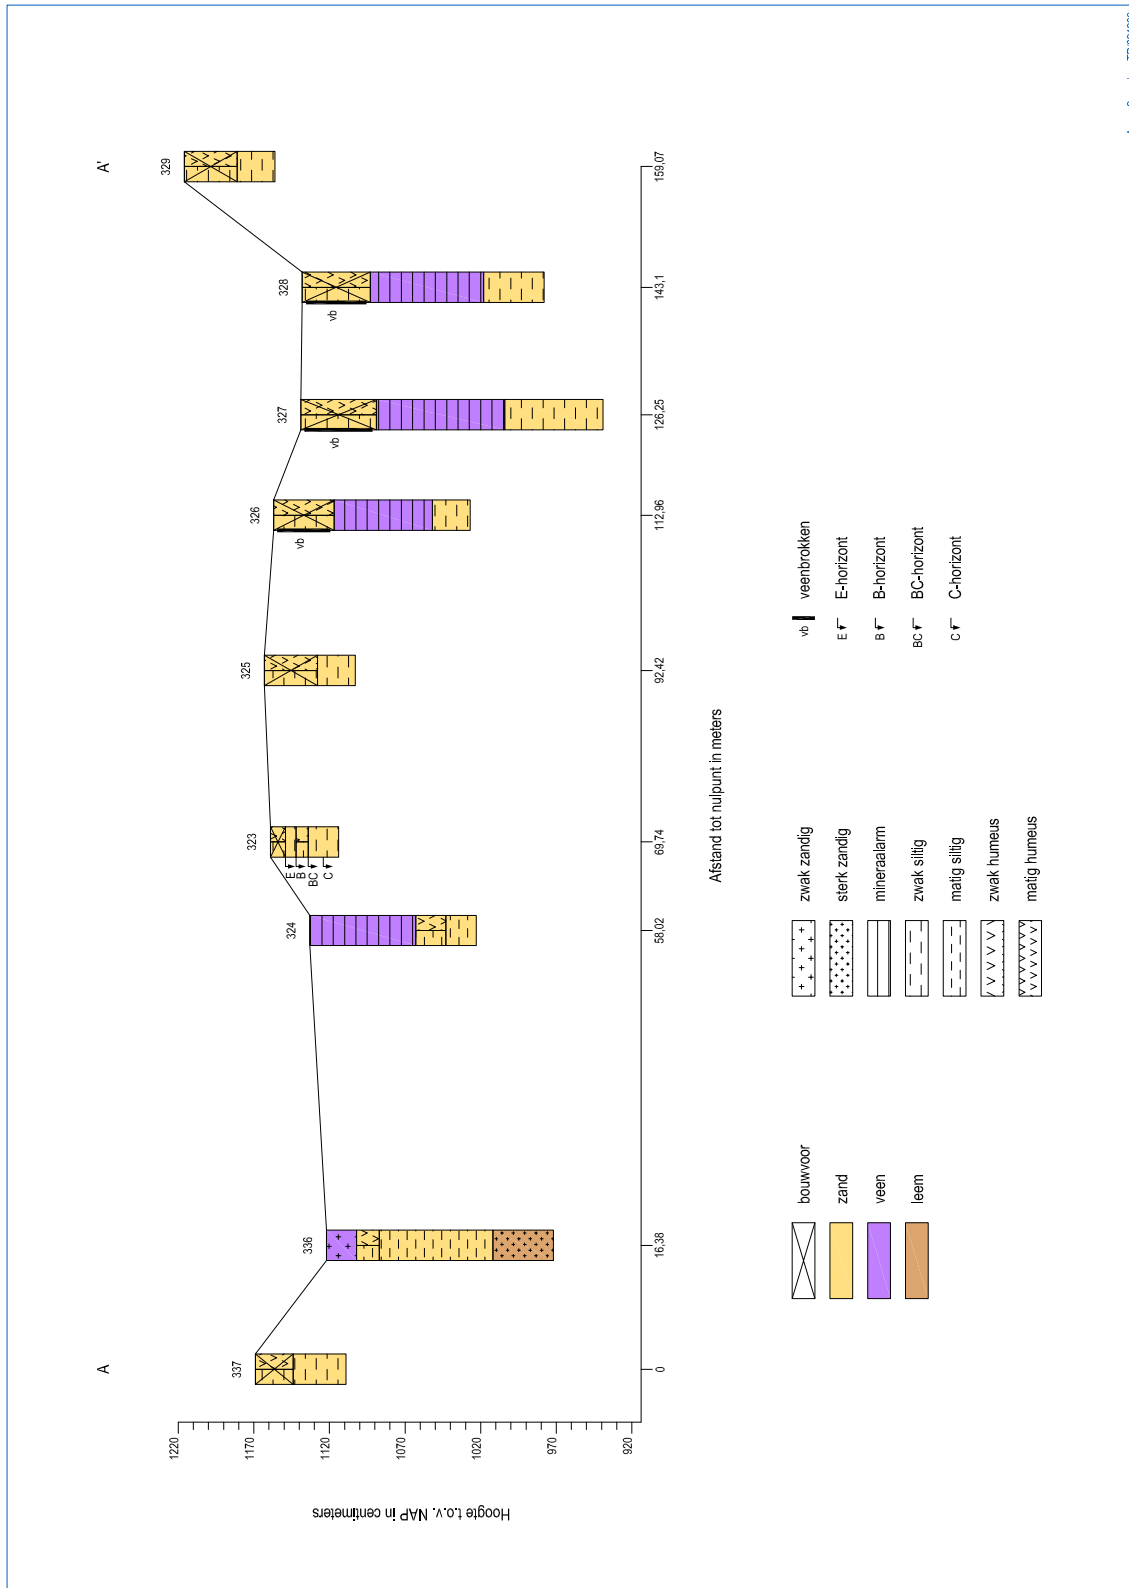 A
A'
337
336
324
323
325
326
327
328
329
E
B
BC
C
vb
vb
vb
1220
1170
1120
1070
1020
970
920
Hoogte t.o.v. NAP in centimeters
0
16,38
58,02
69,74
92,42
112,96
126,25
143,1
159,07
Afstand tot nulpunt in meters
bouwvoor
zand
veen
leem
zwak zandig
sterk zandig
mineraalarm
zwak siltig
matig siltig
zwak humeus
matig humeus
vb veenbrokken
E E-horizont
B B-horizont
BC BC-horizont
C C-horizont